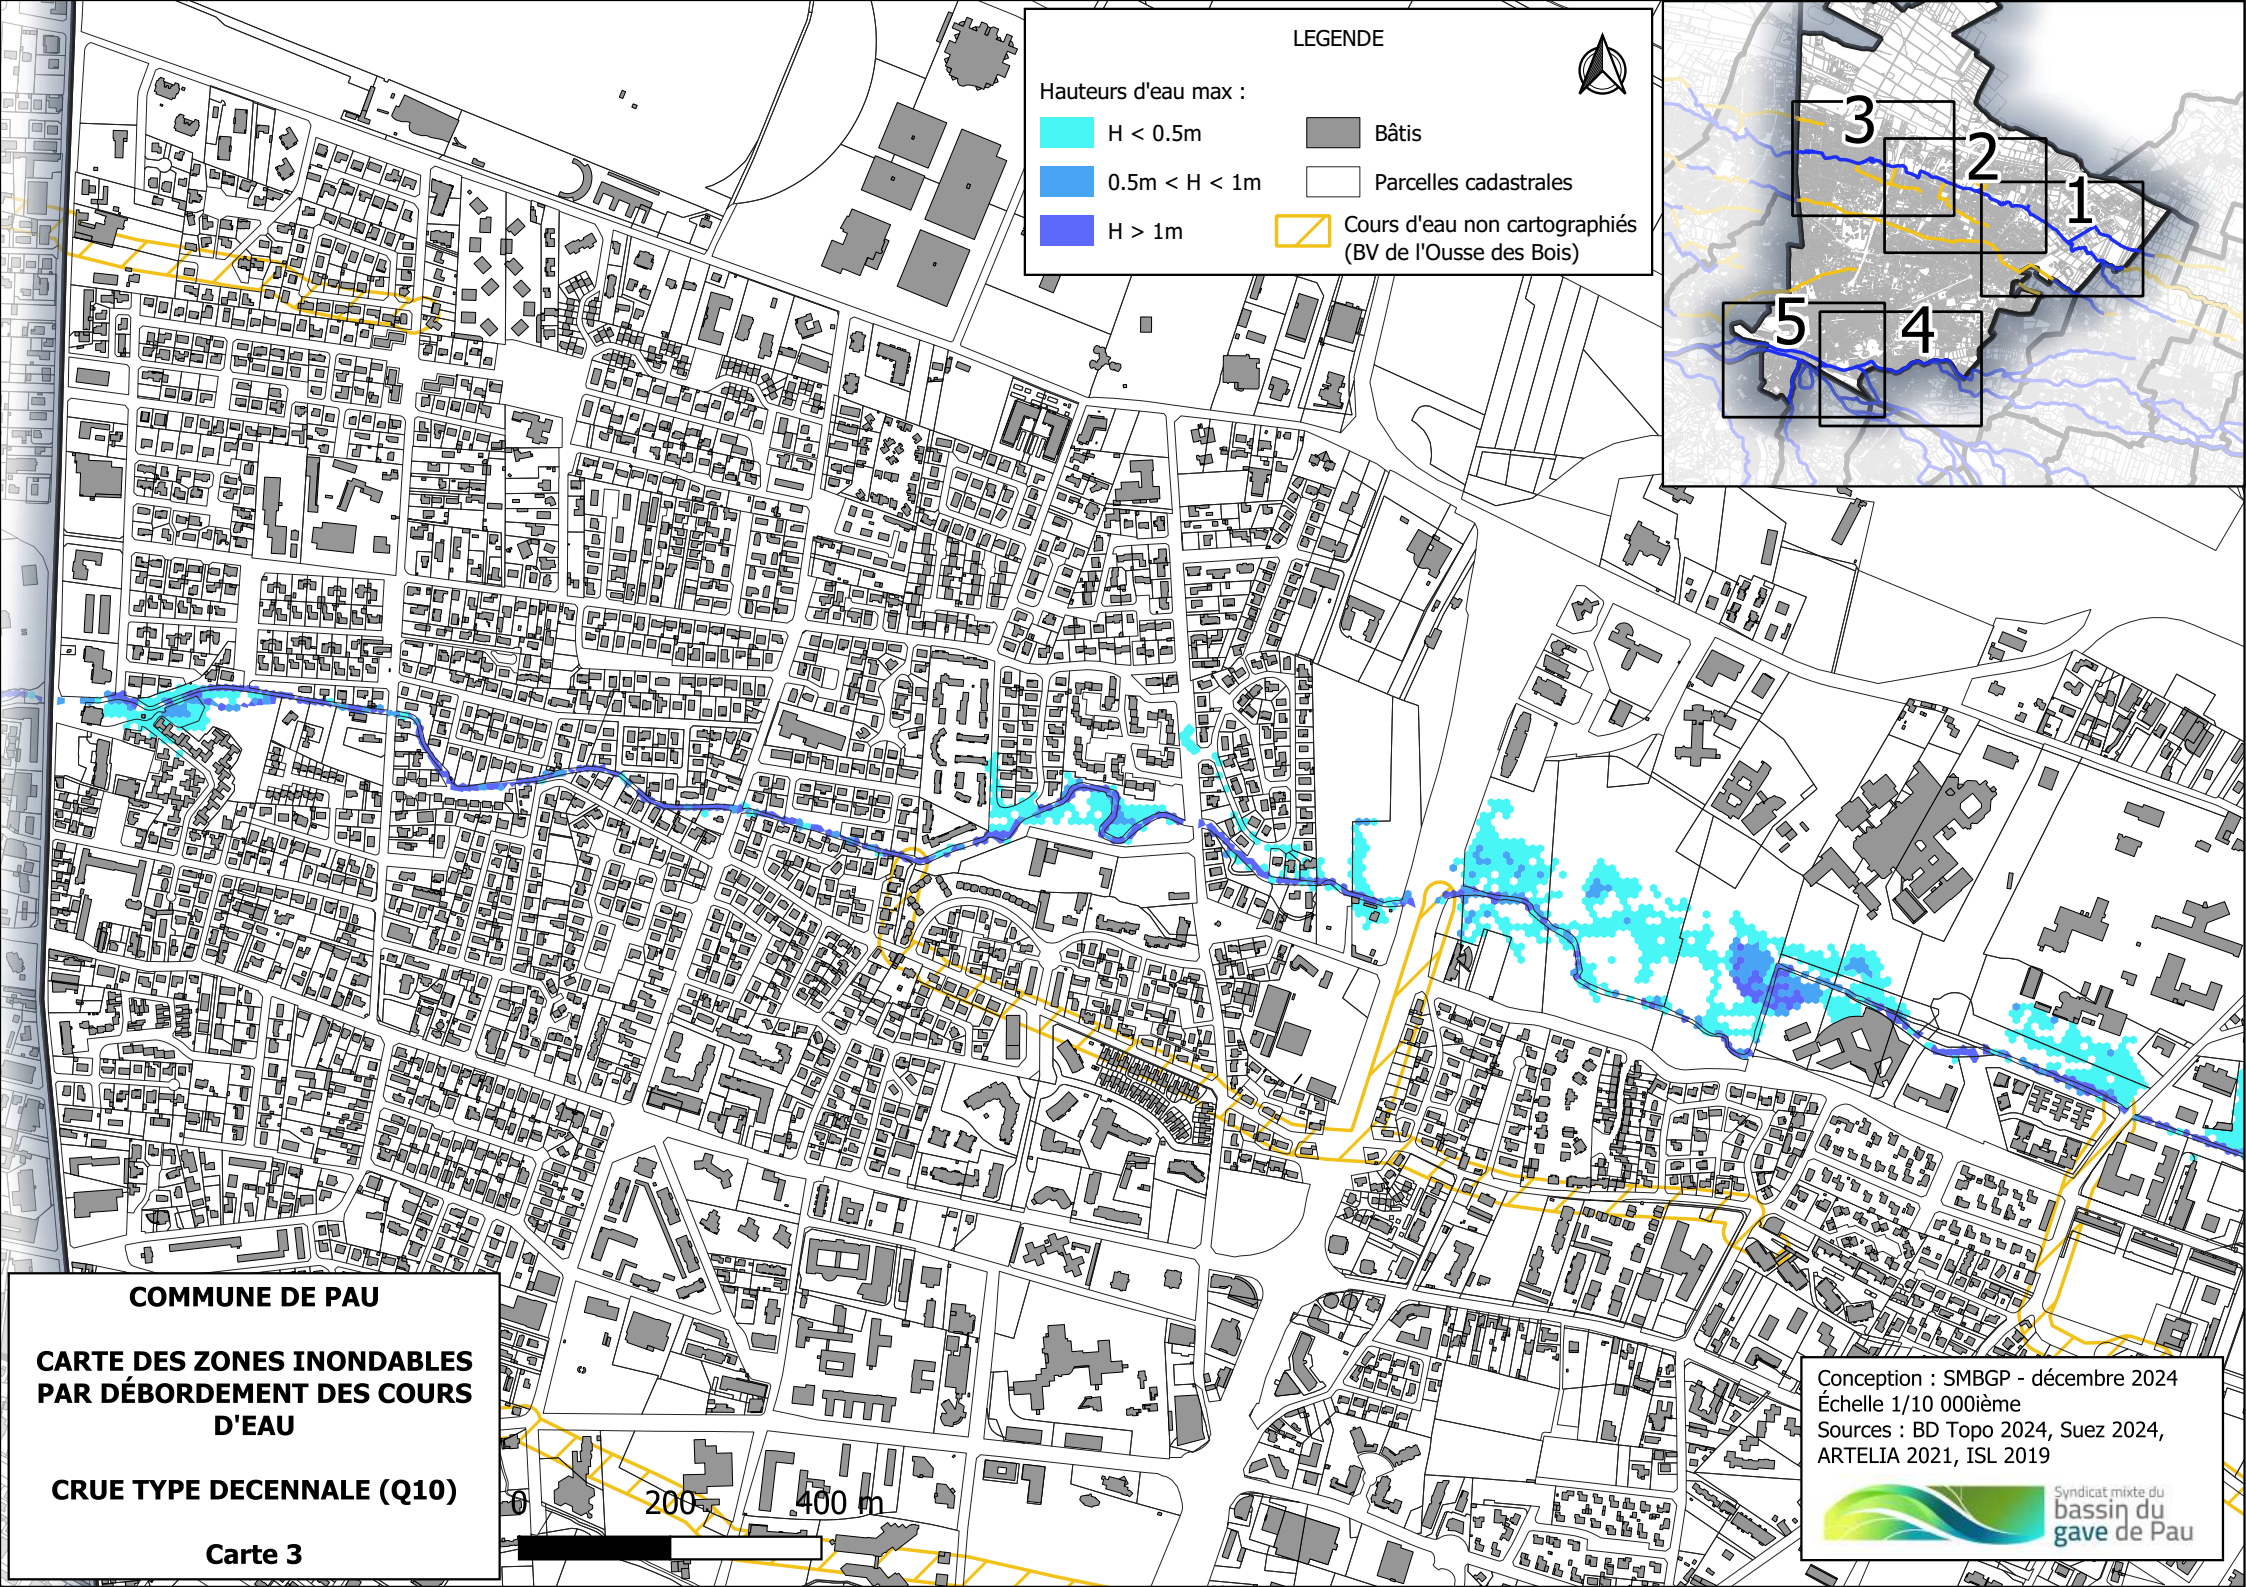 LEGENDE
Hauteurs d'eau max :
H < 0.5m
0.5m < H < 1m
H > 1m
Bâtis
Parcelles cadastrales
Cours d'eau non cartographiés
(BV de l'Ousse des Bois)
3
2
1
5
4
COMMUNE DE PAU
CARTE DES ZONES INONDABLES
PAR DÉBORDEMENT DES COURS
D'EAU
CRUE TYPE DECENNALE (Q10)
Carte 3
0 200 400 m
Conception : SMBGP - décembre 2024
Échelle 1/10 000ième
Sources : BD Topo 2024, Suez 2024,
ARTELIA 2021, ISL 2019
Syndicat mixte du
bassin du
gave de Pau